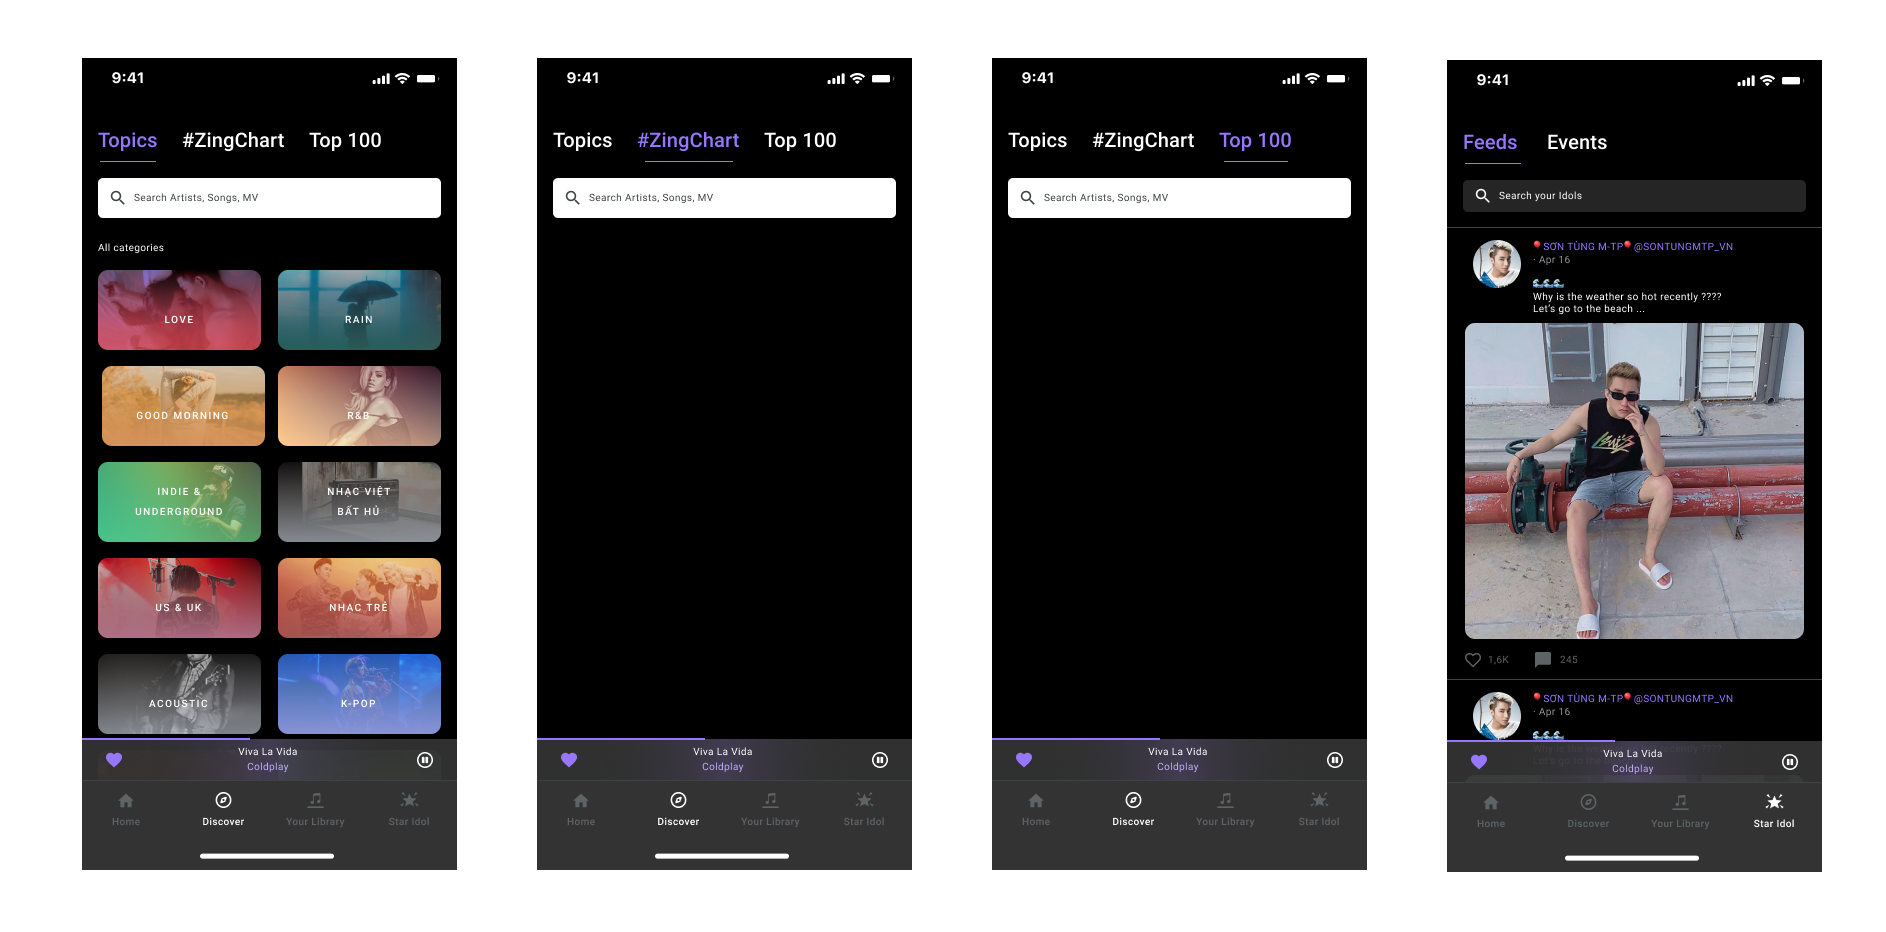 9:41
Topics #ZingChart Top 100
Search Artists, Songs, MV
All categories
LOVE
RAIN
GOOD MORNING
R&B
INDIE &
UNDERGROUND
NHẠC VIỆT
BẤT HỦ
US & UK
NHẠC TRẺ
ACOUSTIC
K-POP
Viva La Vida
Coldplay
Home Discover Your Library Star Idol
9:41
Topics #ZingChart Top 100
Search Artists, Songs, MV
Viva La Vida
Coldplay
Home Discover Your Library Star Idol
9:41
Topics #ZingChart Top 100
Search Artists, Songs, MV
Viva La Vida
Coldplay
Home Discover Your Library Star Idol
9:41
Feeds Events
Search your Idols
📍SƠN TÙNG M-TP📍@SONTUNGMTP_VN
· Apr 16
🌊🌊🌊
Why is the weather so hot recently ????
Let's go to the beach ...
1,6K 245
📍SƠN TÙNG M-TP📍@SONTUNGMTP_VN
· Apr 16
🌊🌊🌊
Viva La Vida
Coldplay
Home Discover Your Library Star Idol